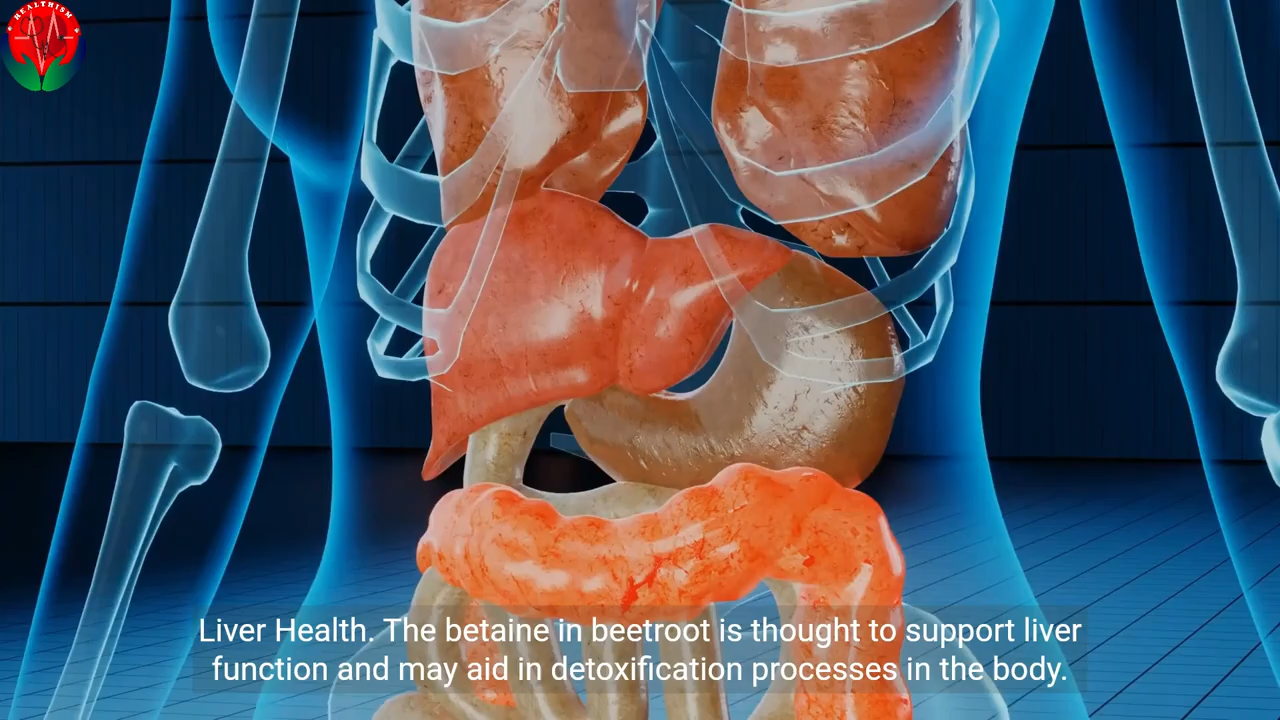 HEALTHISM
Liver Health. The betaine in beetroot is thought to support liver
function and may aid in detoxification processes in the body.